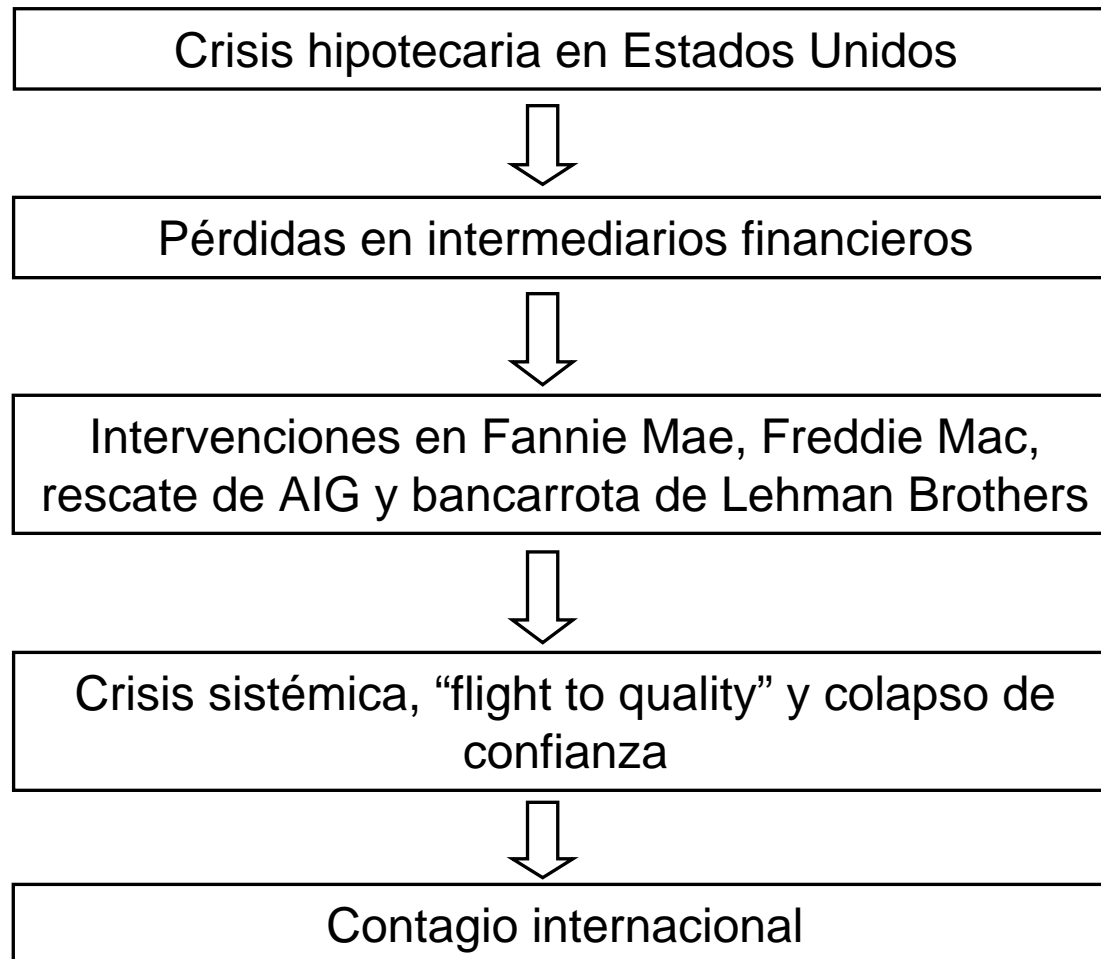 Crisis hipotecaria en Estados Unidos
Pérdidas en intermediarios financieros
Intervenciones en Fannie Mae, Freddie Mac,
rescate de AIG y bancarrota de Lehman Brothers
Crisis sistémica, “flight to quality” y colapso de
confianza
Contagio internacional